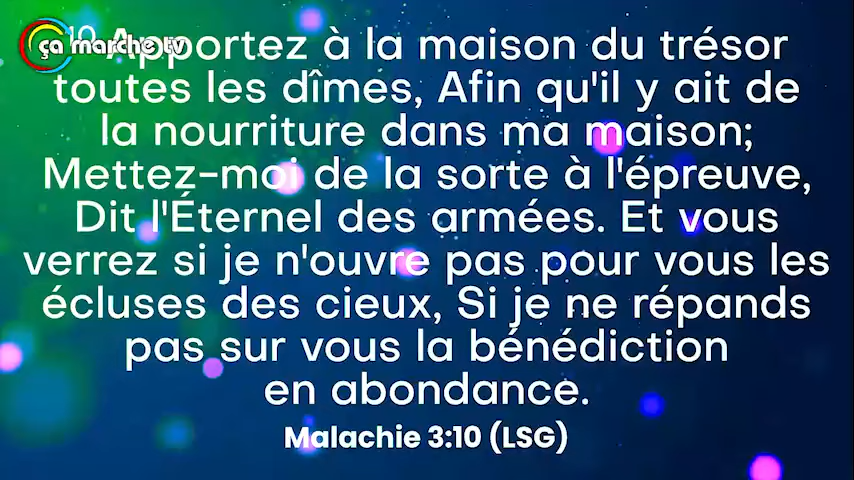 ça marche tv
10 Apportez à la maison du trésor
toutes les dîmes, Afin qu'il y ait de
la nourriture dans ma maison;
Mettez-moi de la sorte à l'épreuve,
Dit l'Éternel des armées. Et vous
verrez si je n'ouvre pas pour vous les
écluses des cieux, Si je ne répands
pas sur vous la bénédiction
en abondance.
Malachie 3:10 (LSG)